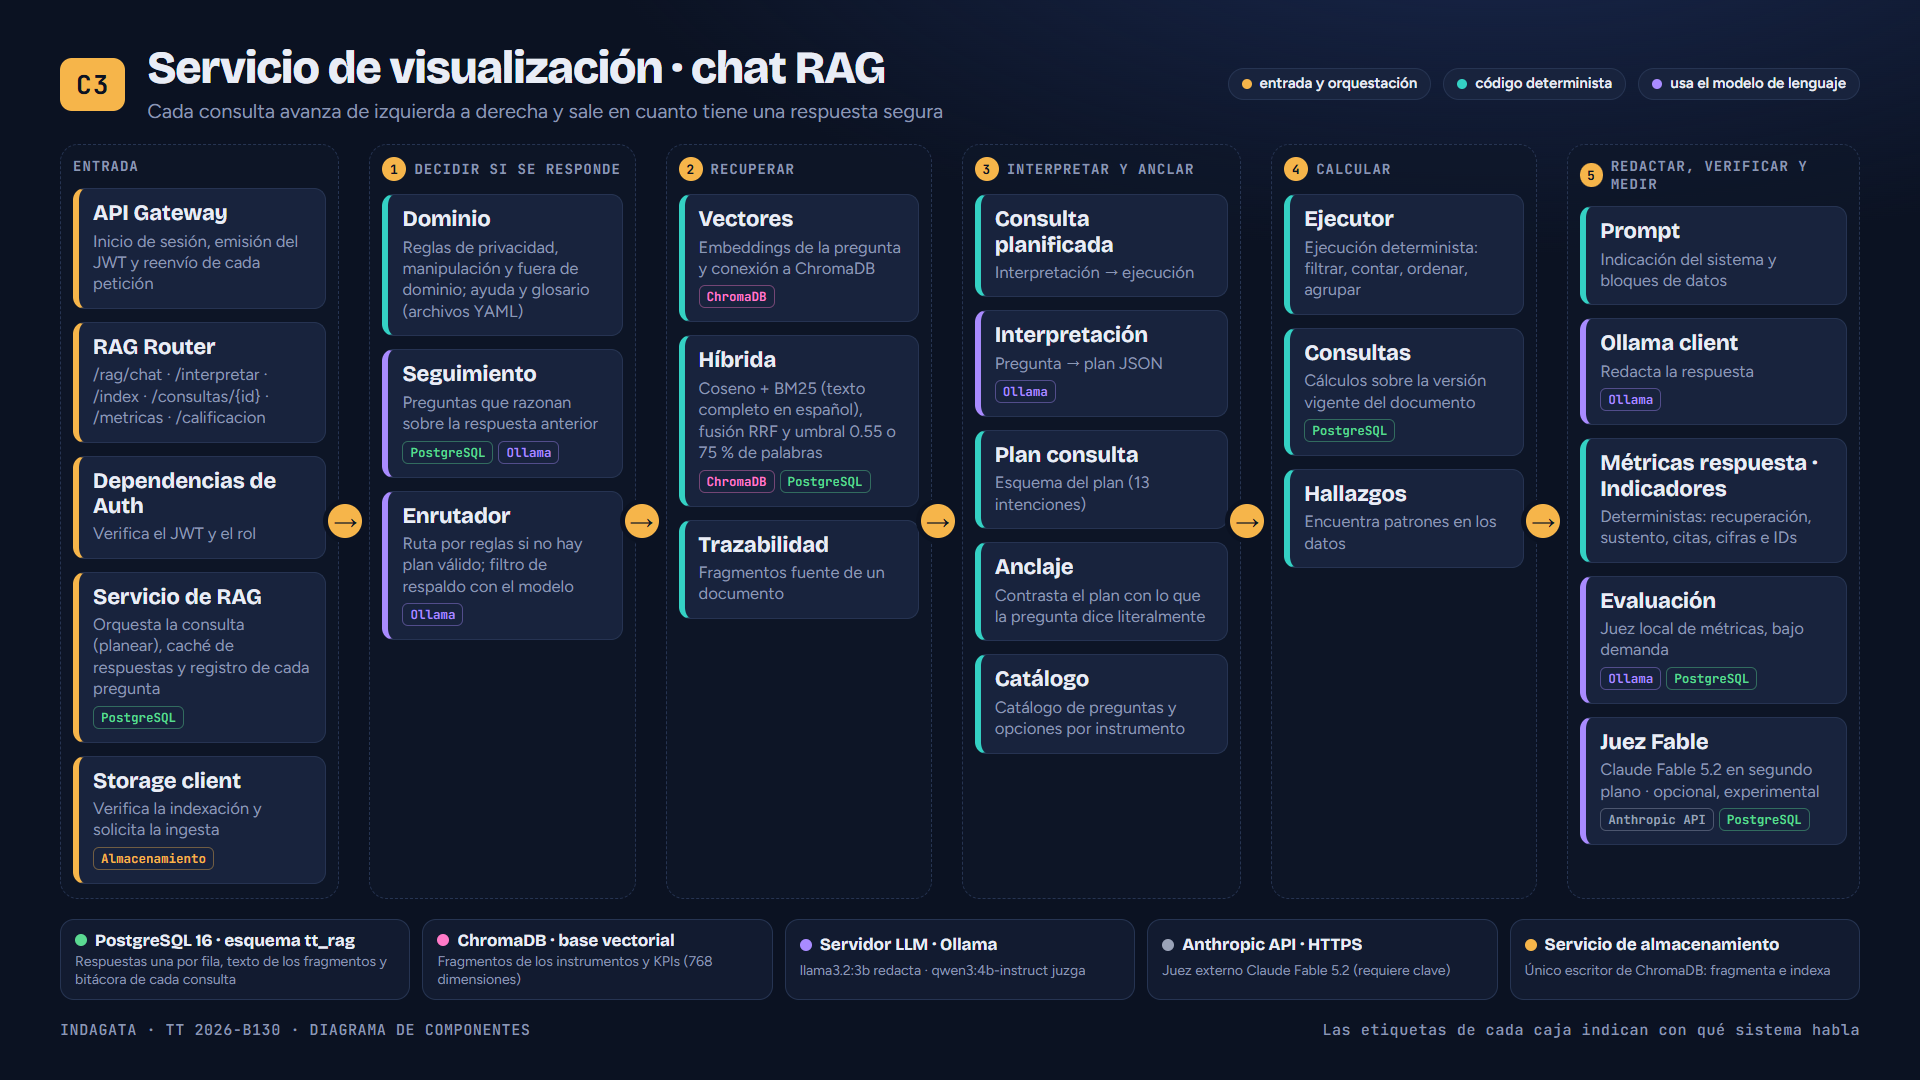 C3
Servicio de visualización · chat RAG
Cada consulta avanza de izquierda a derecha y sale en cuanto tiene una respuesta segura
entrada y orquestación
código determinista
usa el modelo de lenguaje
ENTRADA
API Gateway
Inicio de sesión, emisión del
JWT y reenvío de cada
petición
RAG Router
/rag/chat · /interpretar ·
/index · /consultas/{id} ·
/metricas · /calificacion
Dependencias de
Auth
Verifica el JWT y el rol
Servicio de RAG
Orquesta la consulta
(planear), caché de
respuestas y registro de cada
pregunta
PostgreSQL
Storage client
Verifica la indexación y
solicita la ingesta
Almacenamiento
→
1 DECIDIR SI SE RESPONDE
Dominio
Reglas de privacidad,
manipulación y fuera de
dominio; ayuda y glosario
(archivos YAML)
Seguimiento
Preguntas que razonan
sobre la respuesta anterior
PostgreSQL Ollama
Enrutador
Ruta por reglas si no hay
plan válido; filtro de
respaldo con el modelo
Ollama
→
2 RECUPERAR
Vectores
Embeddings de la pregunta
y conexión a ChromaDB
ChromaDB
Híbrida
Coseno + BM25 (texto
completo en español),
fusión RRF y umbral 0.55 o
75 % de palabras
ChromaDB PostgreSQL
Trazabilidad
Fragmentos fuente de un
documento
→
3 INTERPRETAR Y ANCLAR
Consulta
planificada
Interpretación → ejecución
Interpretación
Pregunta → plan JSON
Ollama
Plan consulta
Esquema del plan (13
intenciones)
Anclaje
Contrasta el plan con lo que
la pregunta dice literalmente
Catálogo
Catálogo de preguntas y
opciones por instrumento
→
4 CALCULAR
Ejecutor
Ejecución determinista:
filtrar, contar, ordenar,
agrupar
Consultas
Cálculos sobre la versión
vigente del documento
PostgreSQL
Hallazgos
Encuentra patrones en los
datos
→
5 REDACTAR, VERIFICAR Y
MEDIR
Prompt
Indicación del sistema y
bloques de datos
Ollama client
Redacta la respuesta
Ollama
Métricas respuesta ·
Indicadores
Deterministas: recuperación,
sustento, citas, cifras e IDs
Evaluación
Juez local de métricas, bajo
demanda
Ollama PostgreSQL
Juez Fable
Claude Fable 5.2 en segundo
plano · opcional, experimental
Anthropic API PostgreSQL
PostgreSQL 16 · esquema tt_rag
Respuestas una por fila, texto de los fragmentos y
bitácora de cada consulta
ChromaDB · base vectorial
Fragmentos de los instrumentos y KPIs (768
dimensiones)
Servidor LLM · Ollama
llama3.2:3b redacta · qwen3:4b-instruct juzga
Anthropic API · HTTPS
Juez externo Claude Fable 5.2 (requiere clave)
Servicio de almacenamiento
Único escritor de ChromaDB: fragmenta e indexa
INDAGATA · TT 2026-B130 · DIAGRAMA DE COMPONENTES
Las etiquetas de cada caja indican con qué sistema habla